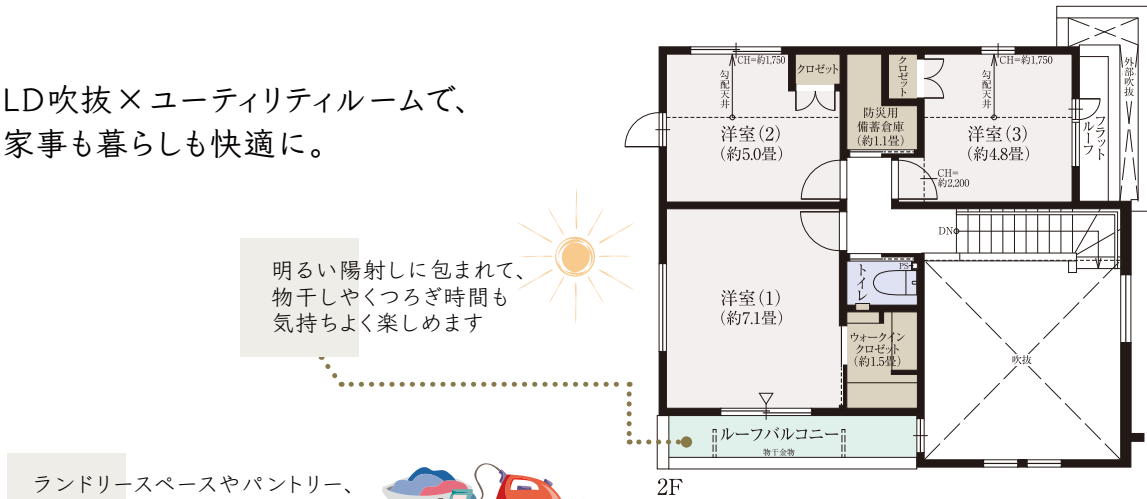 LD吹抜×ユーティリティルームで、
家事も暮らしも快適に。
明るい陽射しに包まれて、
物干しやくつろぎ時間も
気持ちよく楽しめます
ランドリースペースやパントリー、
CH=約1,750
勾配天井
クロゼット
洋室(2)
(約5.0畳)
防災用
備蓄倉庫
(約1.1畳)
クロゼット
CH=約1,750
勾配天井
洋室(3)
(約4.8畳)
CH=
約2,200
外部吹抜
フラット
ルーフ
DN
洋室(1)
(約7.1畳)
トイレ
PS
ウォークイン
クロゼット
(約1.5畳)
吹抜
ルーフバルコニー
物干金物
2F